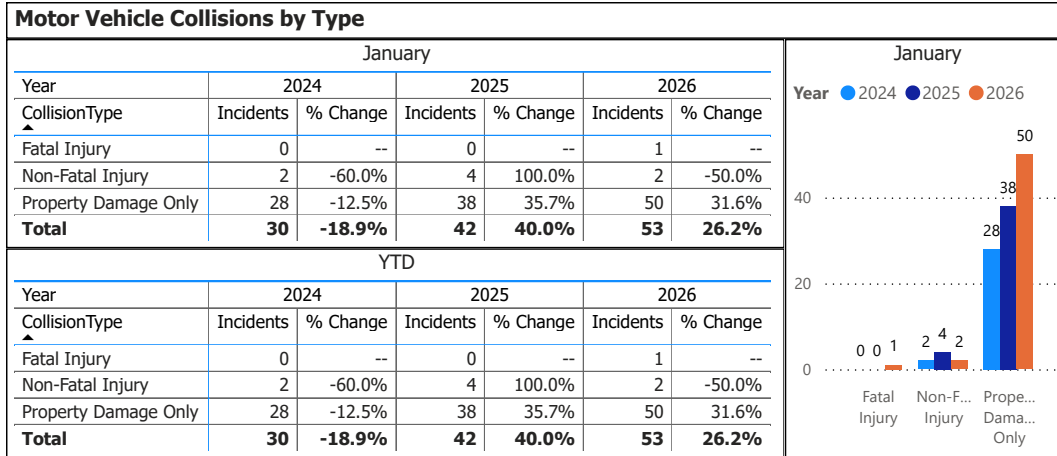 Motor Vehicle Collisions by Type
January
Year 2024 2025 2026
CollisionType Incidents % Change Incidents % Change Incidents % Change
Fatal Injury 0 -- 0 -- 1 --
Non-Fatal Injury 2 -60.0% 4 100.0% 2 -50.0%
Property Damage Only 28 -12.5% 38 35.7% 50 31.6%
Total 30 -18.9% 42 40.0% 53 26.2%
YTD
Year 2024 2025 2026
CollisionType Incidents % Change Incidents % Change Incidents % Change
Fatal Injury 0 -- 0 -- 1 --
Non-Fatal Injury 2 -60.0% 4 100.0% 2 -50.0%
Property Damage Only 28 -12.5% 38 35.7% 50 31.6%
Total 30 -18.9% 42 40.0% 53 26.2%
January
Year 2024 2025 2026
50
40 38
28
20
0 0 0 1 2 4 2
Fatal Non-F... Prope...
Injury Injury Dama...
Only